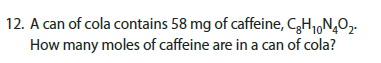 12. A can of cola contains 58 mg of caffeine, C₈H₁₀N₄O₂.
How many moles of caffeine are in a can of cola?